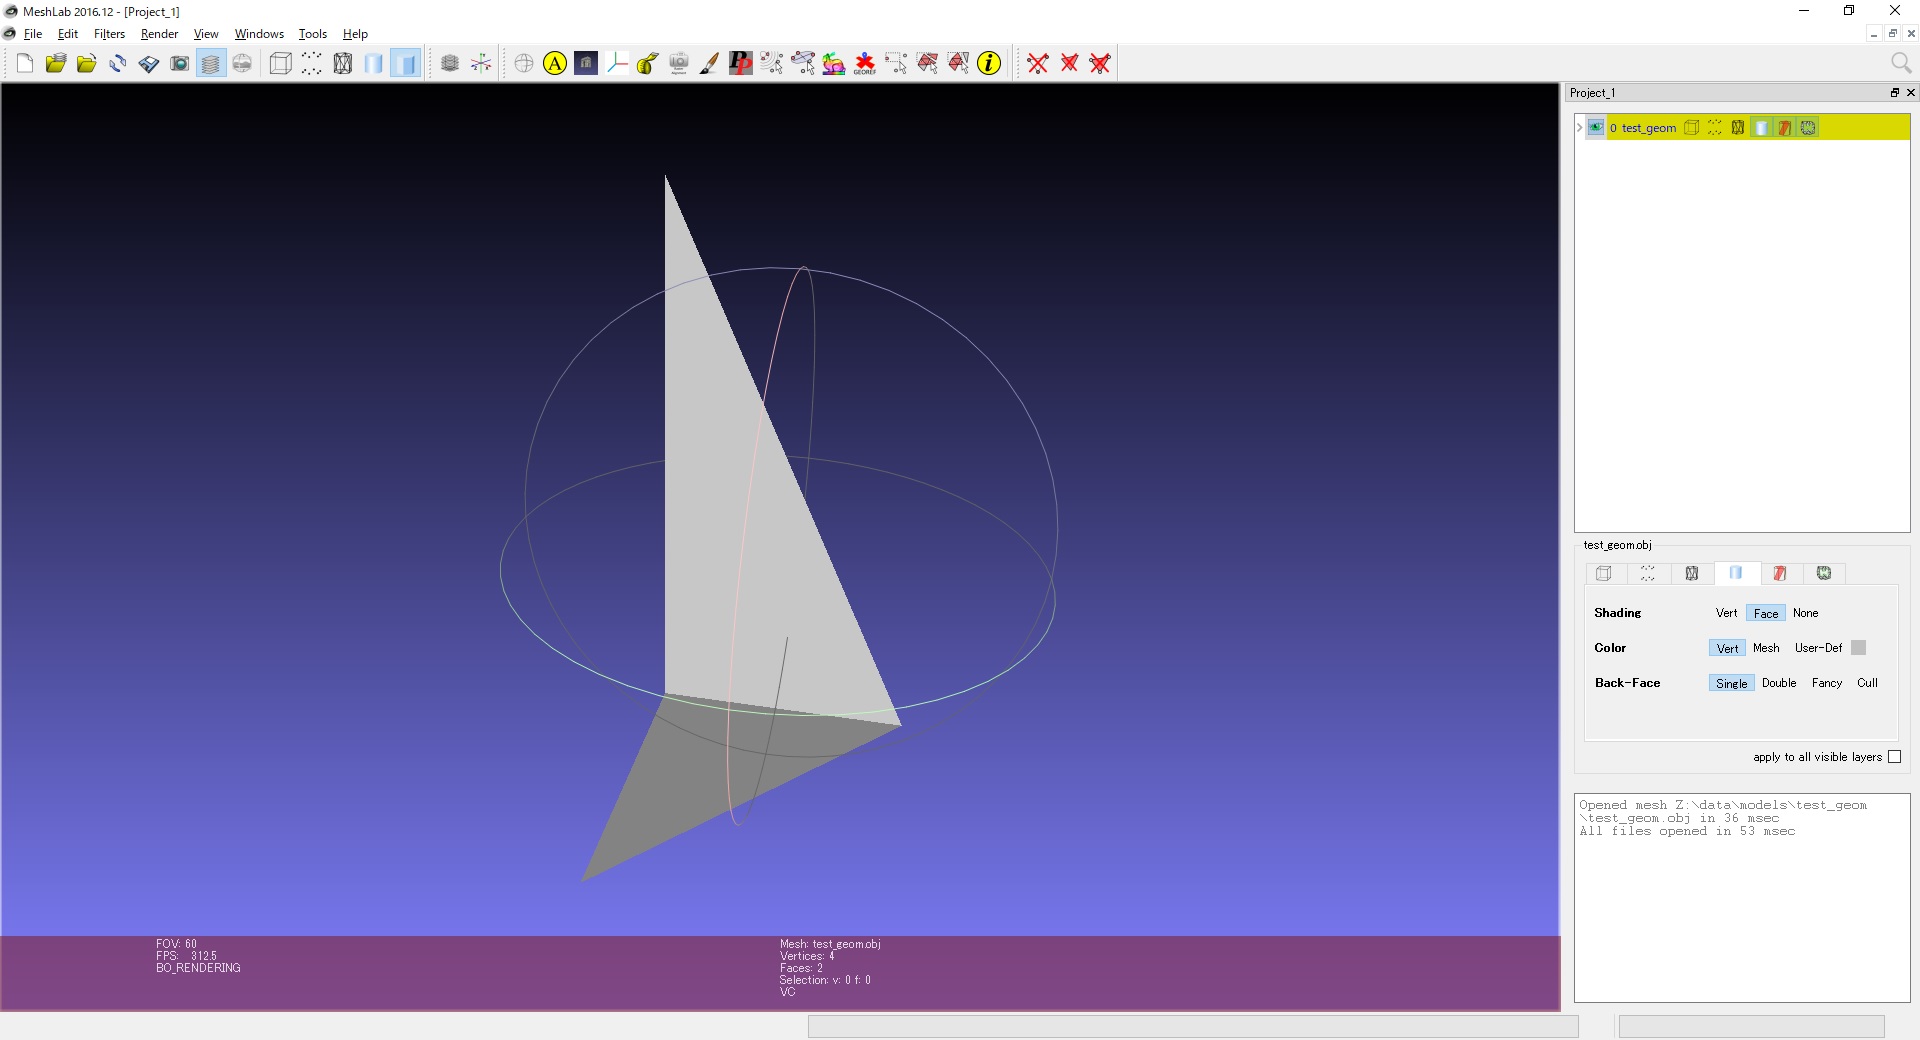 MeshLab 2016.12 - [Project_1]
File Edit Filters Render View Windows Tools Help
A
PP
GEOREF
i
Project_1
0 test_geom
test_geom.obj
Shading Vert Face None
Color Vert Mesh User-Def
Back-Face Single Double Fancy Cull
apply to all visible layers
Opened mesh Z:\data\models\test_geom
\test_geom.obj in 36 msec
All files opened in 53 msec
FOV: 60
FPS: 312.5
BO_RENDERING
Mesh: test_geom.obj
Vertices: 4
Faces: 2
Selection: v: 0 f: 0
VC